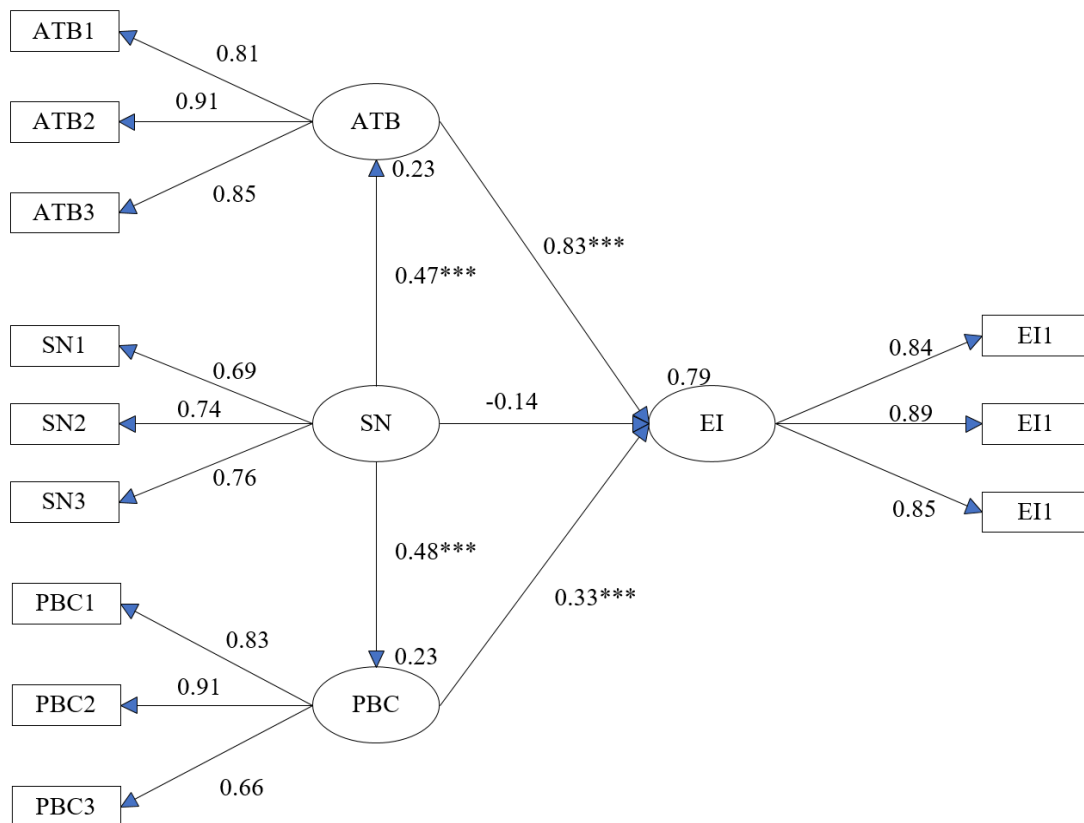 ATB1
0.81
ATB2
0.91
ATB
ATB3
0.85
0.23
0.83***
0.47***
SN1
0.69
SN2
0.74
SN
-0.14
SN3
0.76
0.79
EI
0.84
EI1
0.89
EI1
0.85
EI1
0.48***
0.33***
PBC1
0.83
PBC2
0.91
0.23
PBC
PBC3
0.66